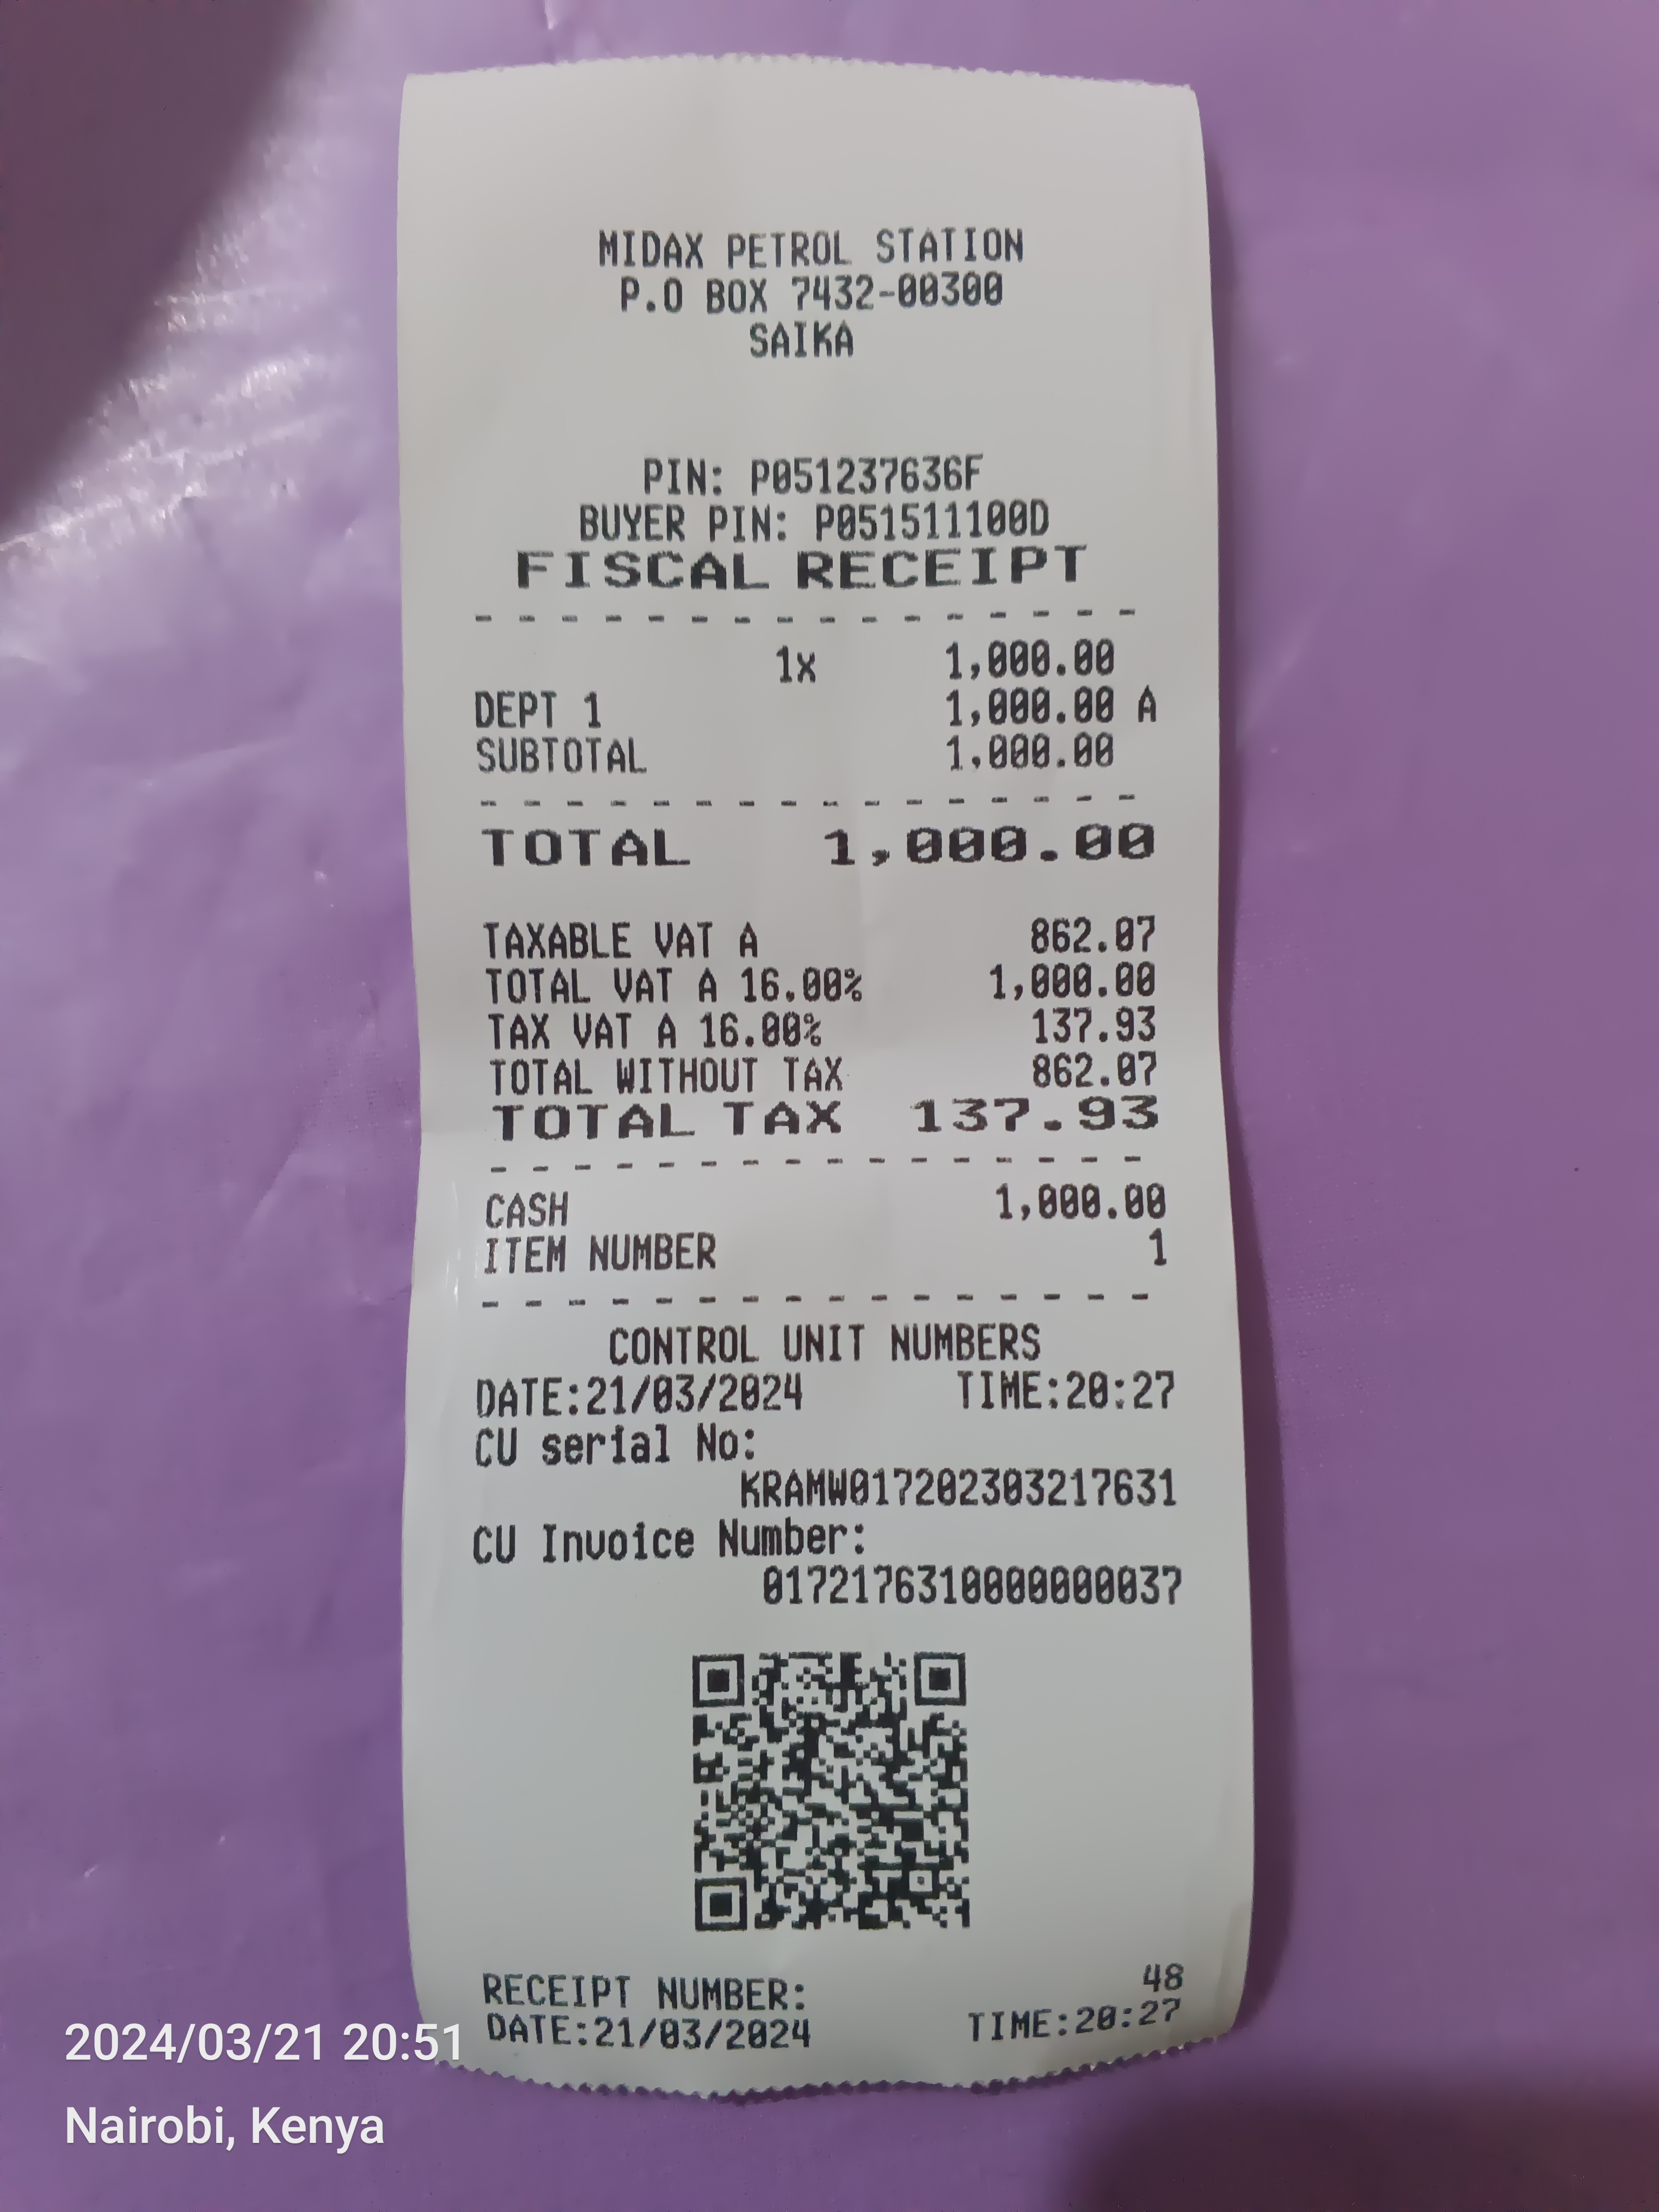 MIDAX PETROL STATION
P.O BOX 7432-00300
SAIKA
PIN: P051237636F
BUYER PIN: P051511100D
FISCAL RECEIPT
1x 1,000.00
DEPT 1 1,000.00 A
SUBTOTAL 1,000.00
TOTAL 1,000.00
TAXABLE VAT A 862.07
TOTAL VAT A 16.00% 1,000.00
TAX VAT A 16.00% 137.93
TOTAL WITHOUT TAX 862.07
TOTAL TAX 137.93
CASH 1,000.00
ITEM NUMBER 1
CONTROL UNIT NUMBERS
DATE:21/03/2024 TIME:20:27
CU serial No:
KRAMW017202303217631
CU Invoice Number:
0172176310000000037
RECEIPT NUMBER: 48
DATE:21/03/2024 TIME:20:27
2024/03/21 20:51
Nairobi, Kenya